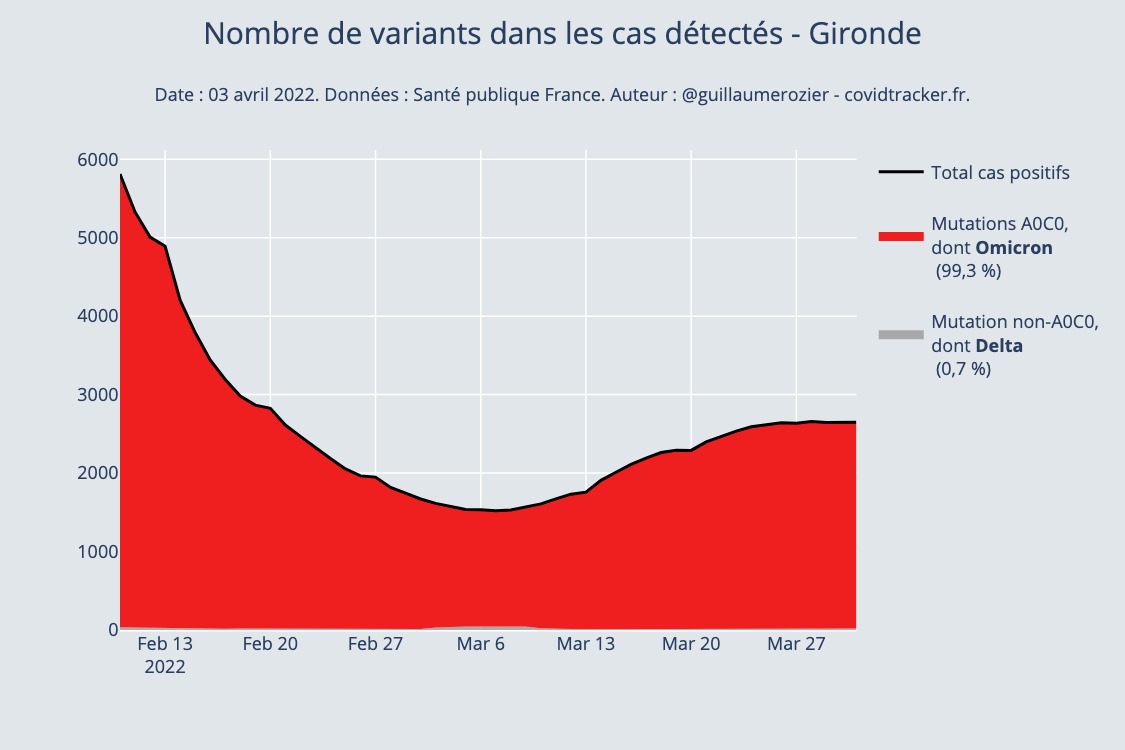 Nombre de variants dans les cas détectés - Gironde
Date : 03 avril 2022. Données : Santé publique France. Auteur : @guillaumerozier - covidtracker.fr.
6000
5000
4000
3000
2000
1000
0
Feb 13
2022
Feb 20
Feb 27
Mar 6
Mar 13
Mar 20
Mar 27
Total cas positifs
Mutations A0C0,
dont Omicron
(99,3 %)
Mutation non-A0C0,
dont Delta
(0,7 %)